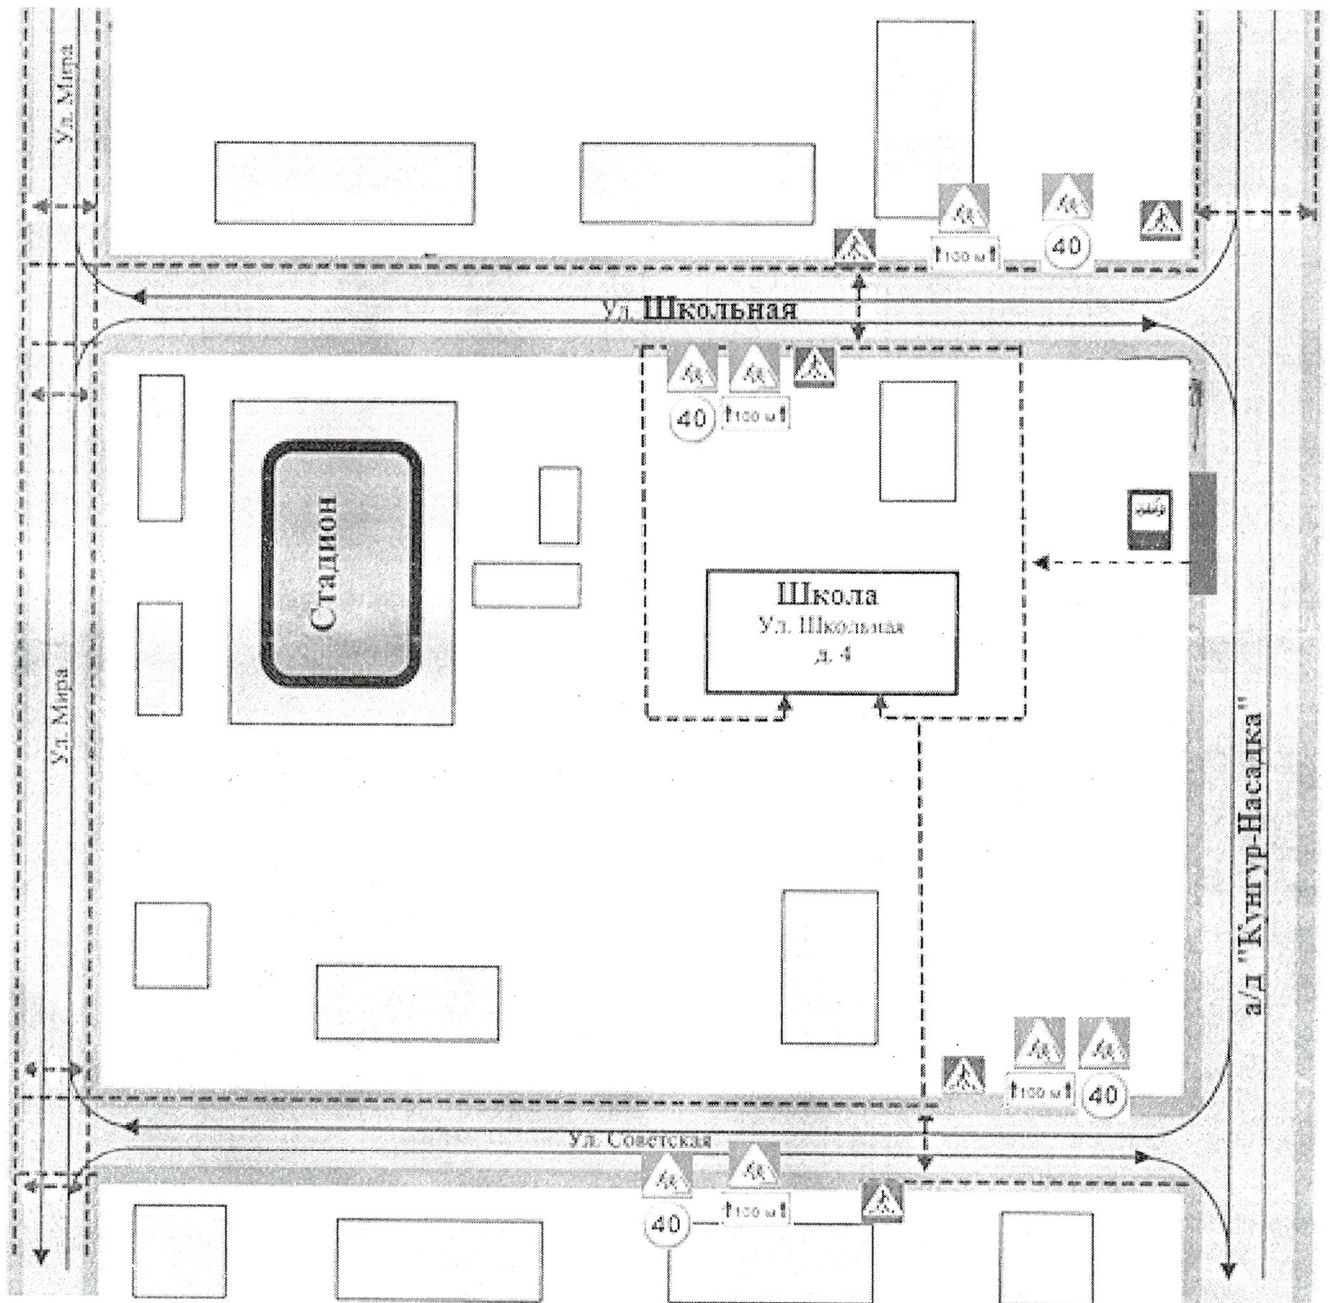 Ул. Мира
100 м
40
Ул. Школьная
40
100 м
Стадион
Школа
Ул. Школьная
д. 4
Ул. Мира
а/д "Кунгур-Насадка"
100 м
40
Ул. Советская
40
100 м